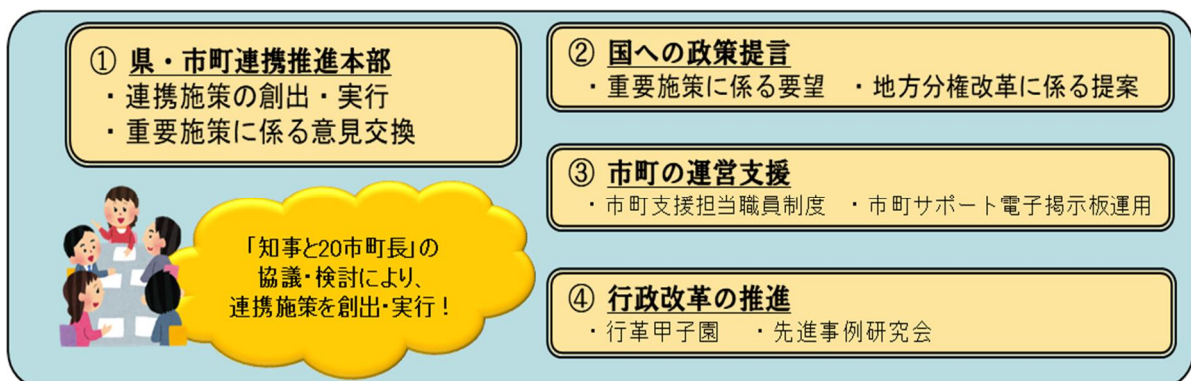 ① 県・市町連携推進本部
・連携施策の創出・実行
・重要施策に係る意見交換
「知事と20市町長」の
協議・検討により、
連携施策を創出・実行！
② 国への政策提言
・重要施策に係る要望 ・地方分権改革に係る提案
③ 市町の運営支援
・市町支援担当職員制度 ・市町サポート電子掲示板運用
④ 行政改革の推進
・行革甲子園 ・先進事例研究会